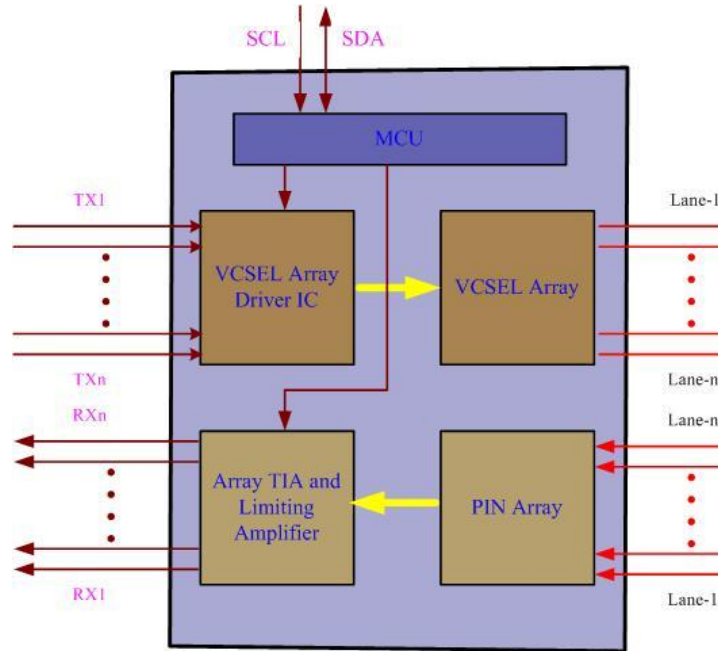 SCL SDA
MCU
TX1
Lane-1
VCSEL Array
Driver IC
VCSEL Array
TXn
Lane-n
RXn
Lane-n
Array TIA and
Limiting
Amplifier
PIN Array
RX1
Lane-1